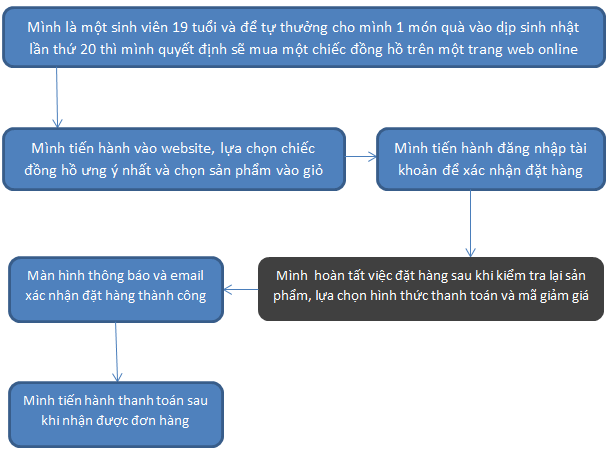 Mình là một sinh viên 19 tuổi và để tự thưởng cho mình 1 món quà vào dịp sinh nhật
lần thứ 20 thì mình quyết định sẽ mua một chiếc đồng hồ trên một trang web online
Mình tiến hành vào website, lựa chọn chiếc
đồng hồ ưng ý nhất và chọn sản phẩm vào giỏ
Mình tiến hành đăng nhập tài
khoản để xác nhận đặt hàng
Mình hoàn tất việc đặt hàng sau khi kiểm tra lại sản
phẩm, lựa chọn hình thức thanh toán và mã giảm giá
Màn hình thông báo và email
xác nhận đặt hàng thành công
Mình tiến hành thanh toán sau
khi nhận được đơn hàng